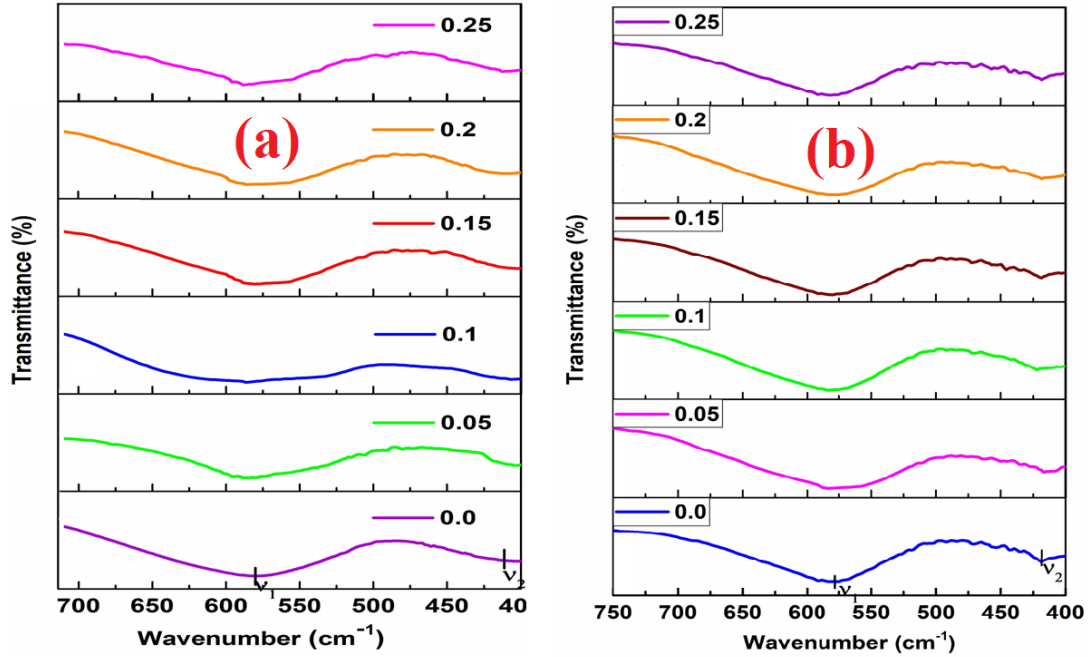 0.25
(a)
0.2
0.15
0.1
0.05
0.0
ν1
ν2
700 650 600 550 500 450 400
Wavenumber (cm−1)
Transmittance (%)
0.25
(b)
0.2
0.15
0.1
0.05
0.0
ν1
ν2
750 700 650 600 550 500 450 400
Wavenumber (cm-1)
Transmittance (%)